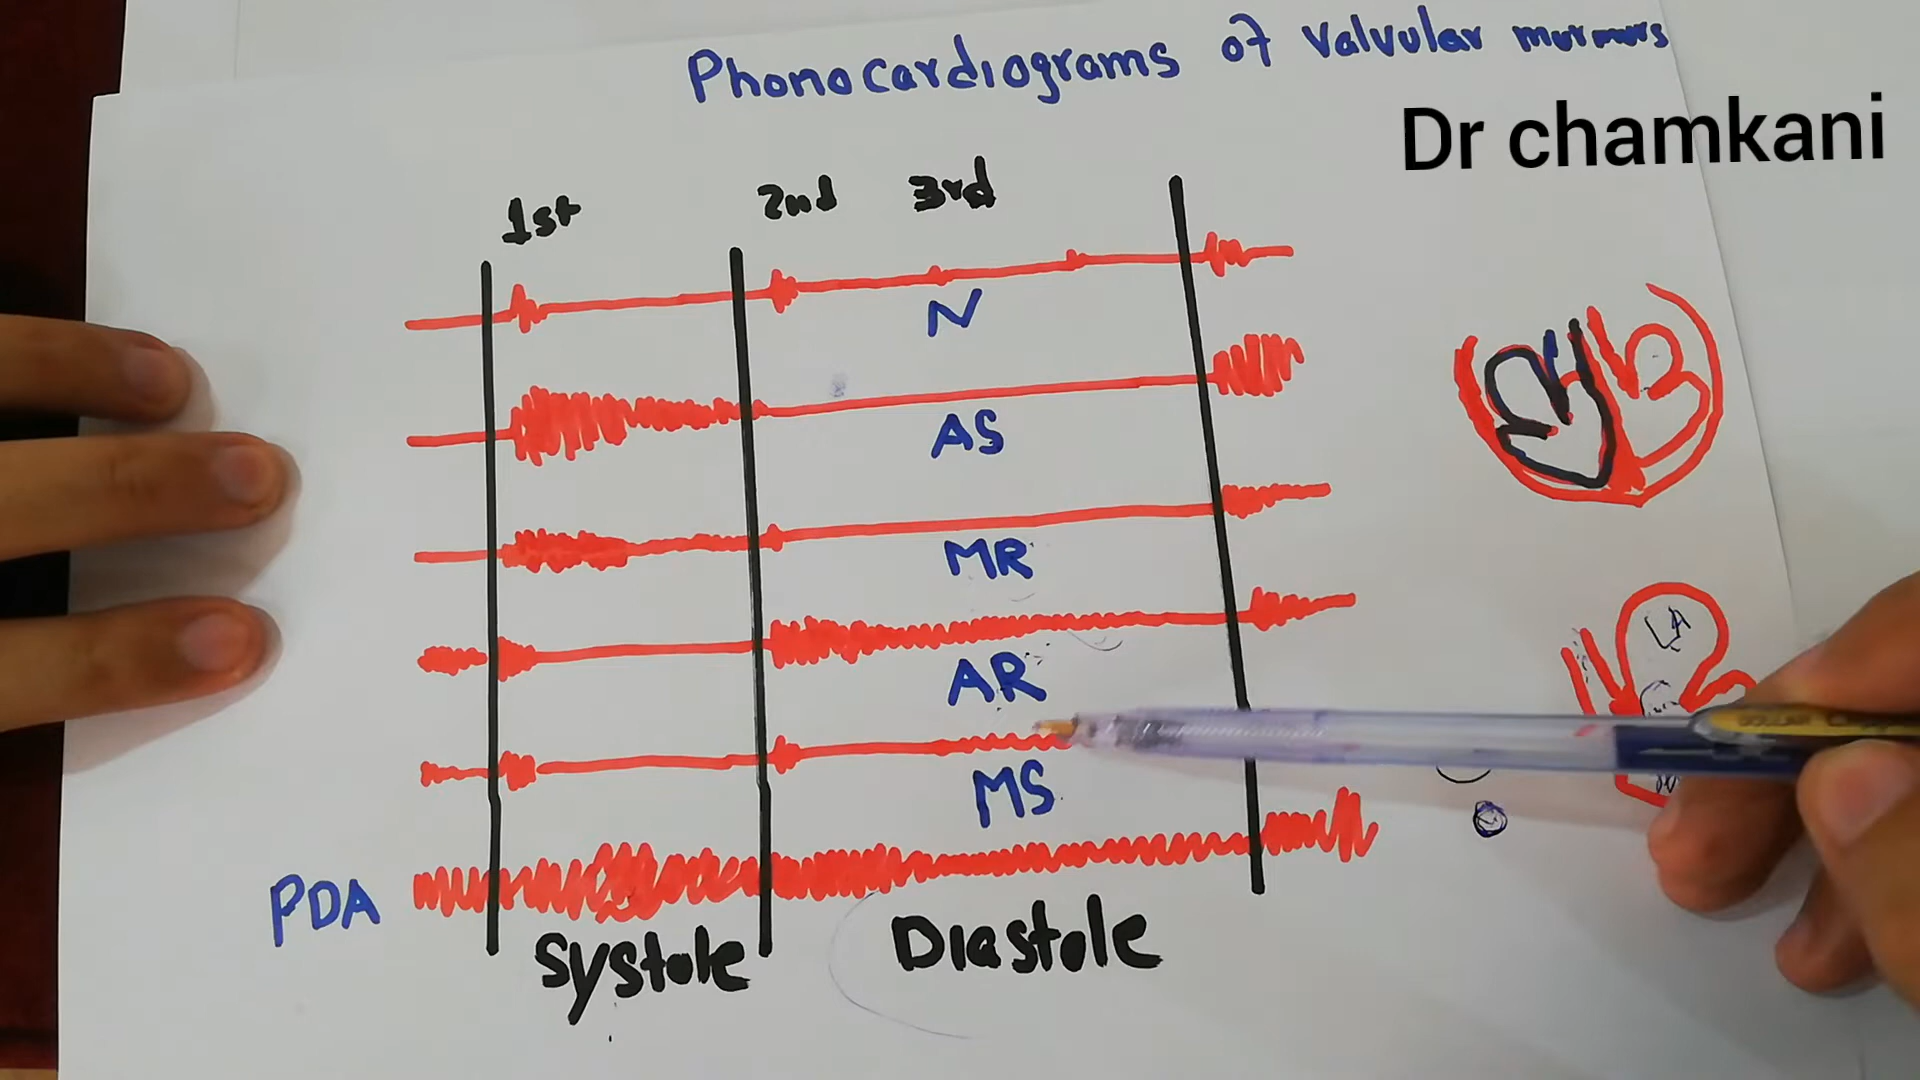 Phonocardiograms of valvular murmurs
Dr chamkani
1st 2nd 3rd
N
AS
MR
AR
MS
PDA
Systole Diastole
LA